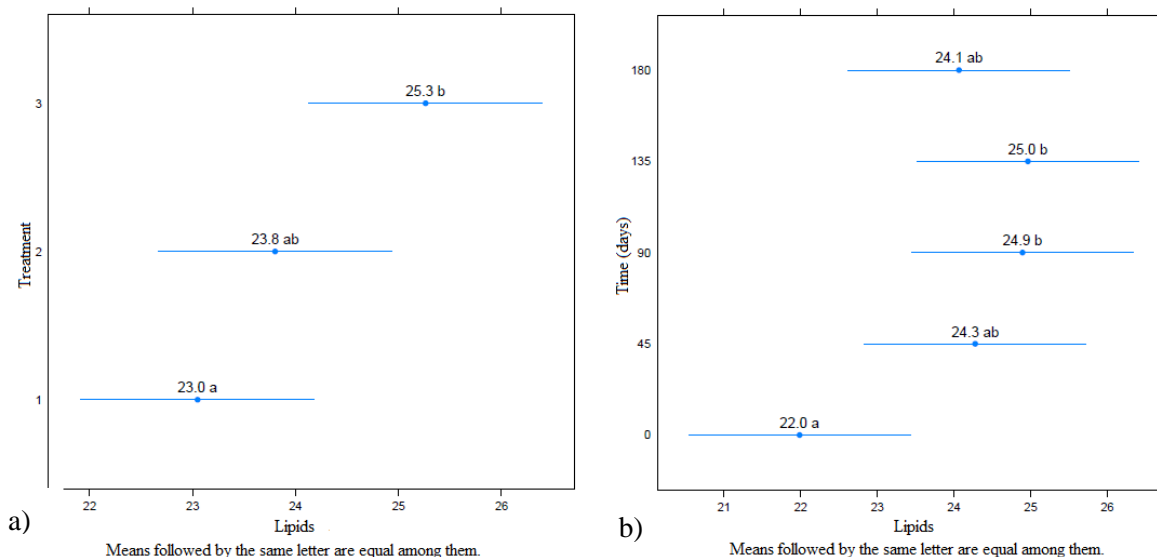 25.3 b
3
23.8 ab
2
Treatment
23.0 a
1
22 23 24 25 26
a)
Lipids
Means followed by the same letter are equal among them.
24.1 ab
180
25.0 b
135
24.9 b
90
Time (days)
24.3 ab
45
22.0 a
0
21 22 23 24 25 26
b)
Lipids
Means followed by the same letter are equal among them.